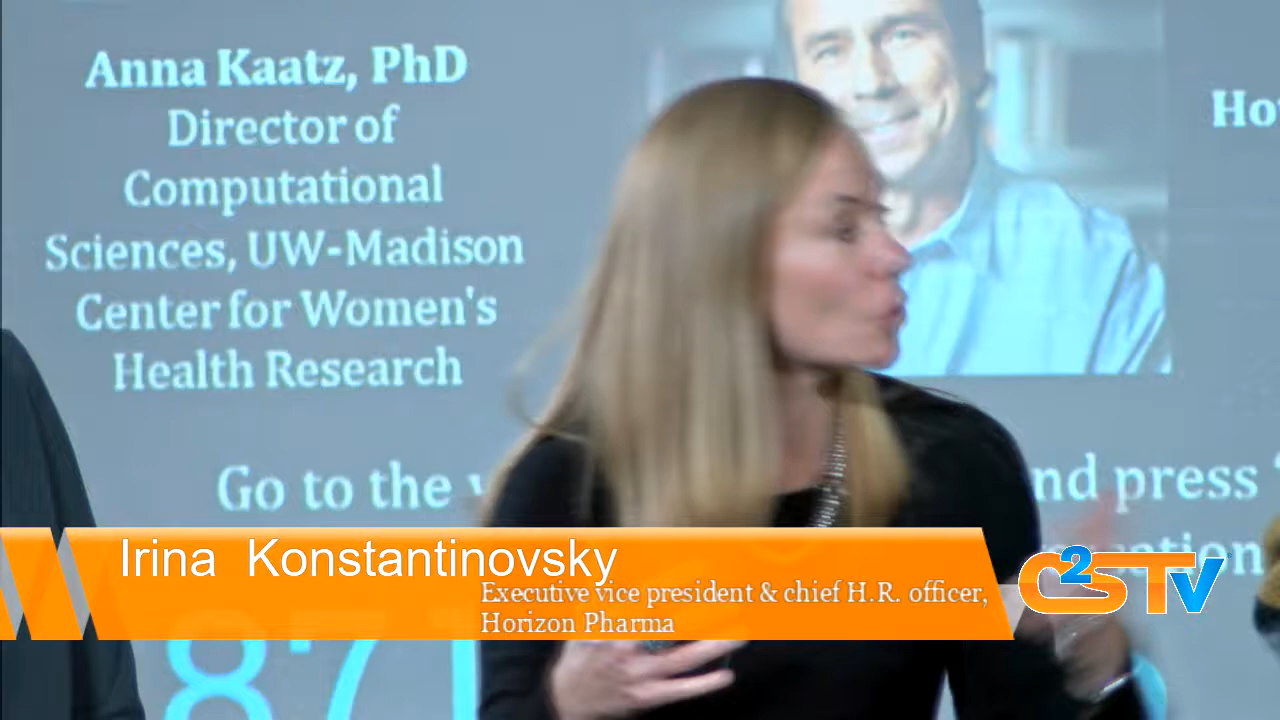 Anna Kaatz, PhD
Director of
Computational
Sciences, UW-Madison
Center for Women's
Health Research
Go to the
nd press
Irina Konstantinovsky
Executive vice president & chief H.R. officer,
Horizon Pharma
C2STV